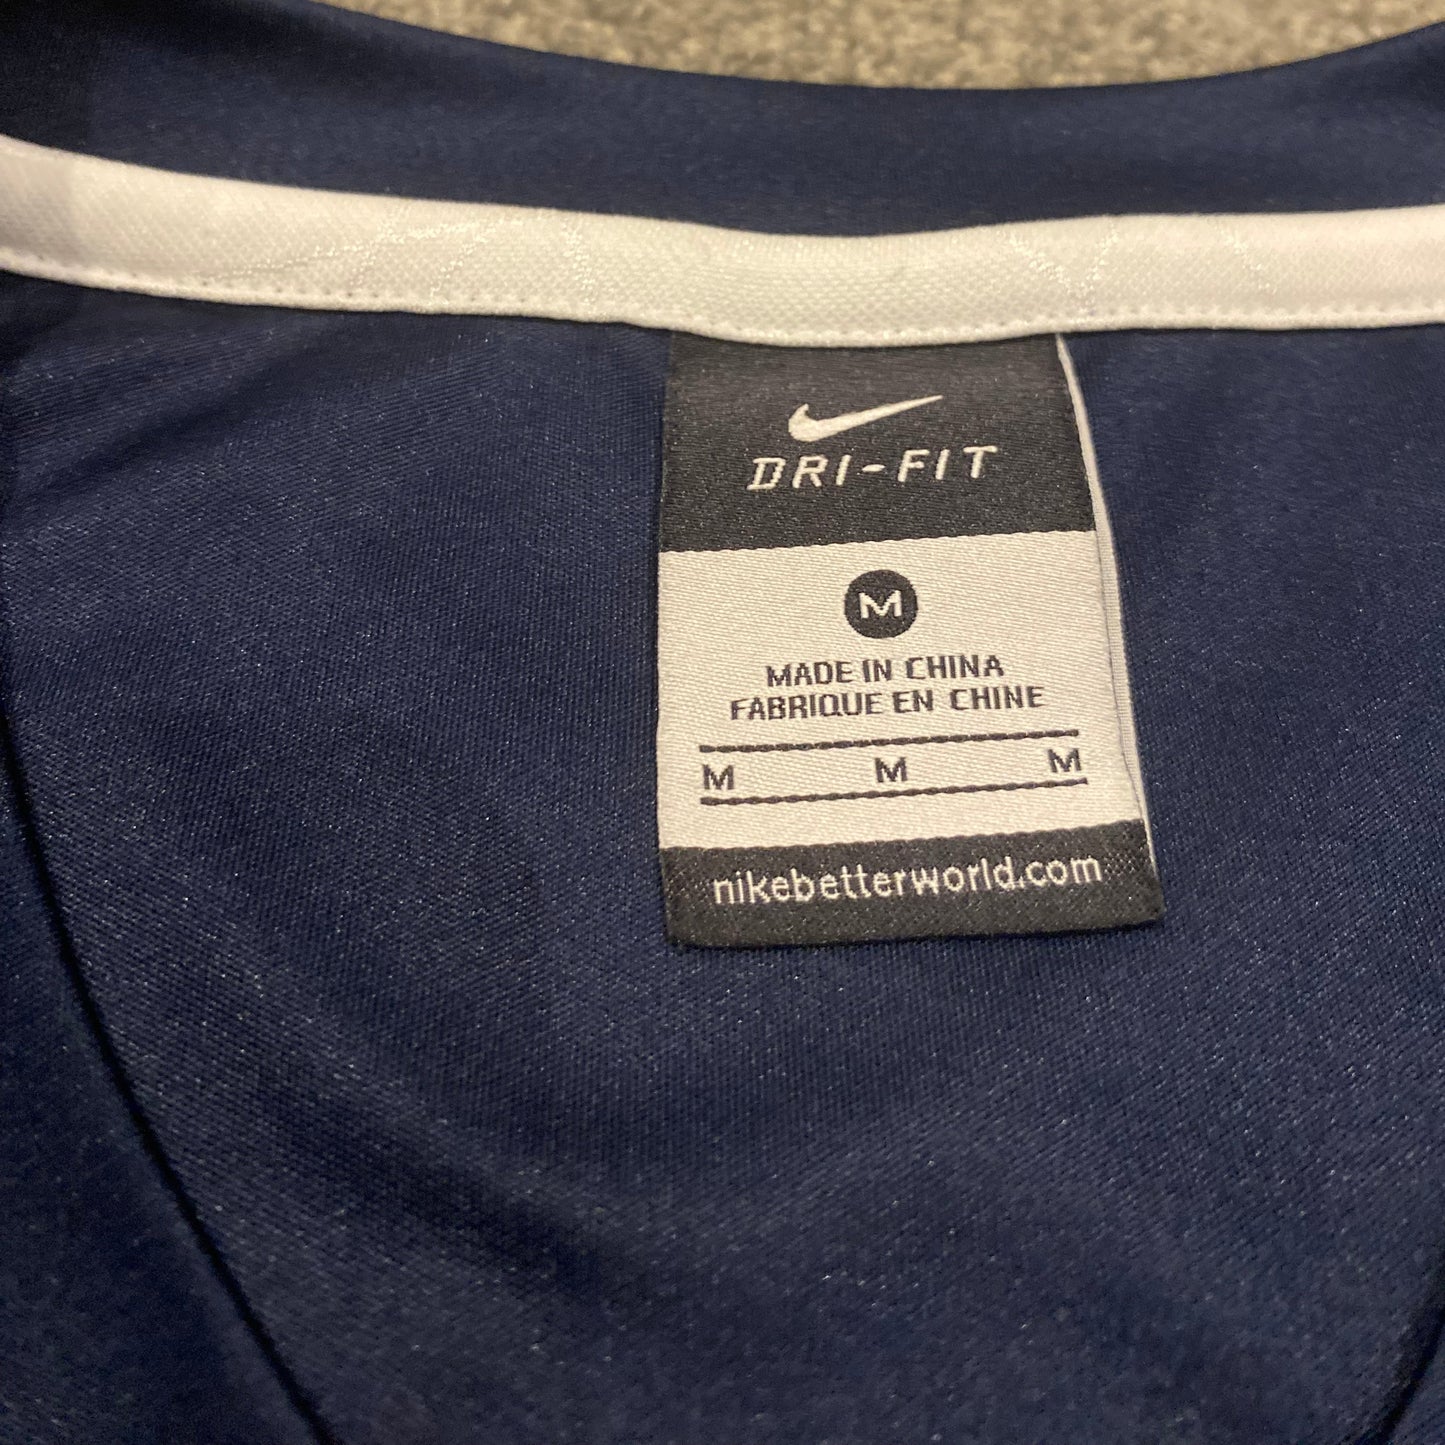 DRI-FIT
M
MADE IN CHINA
FABRIQUE EN CHINE
M M M
nikebetterworld.com